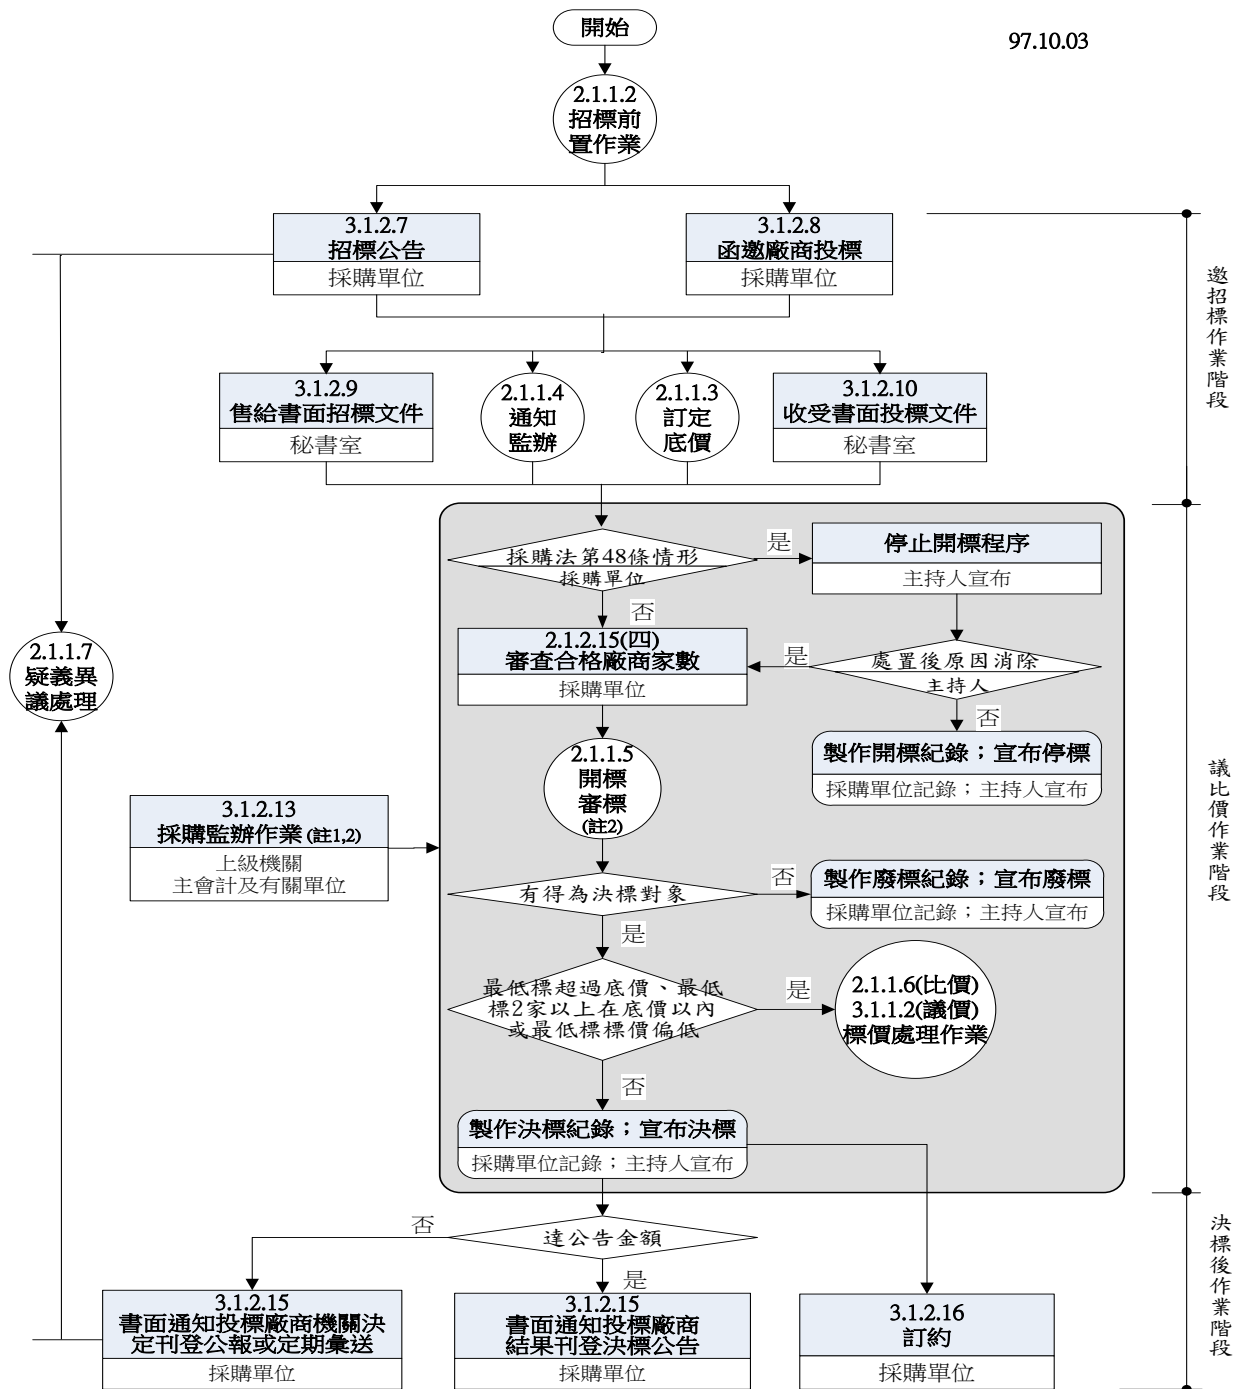 開始
97.10.03
2.1.1.2
招標前
置作業
3.1.2.7
招標公告
採購單位
3.1.2.8
函邀廠商投標
採購單位
邀招標作業階段
3.1.2.9
售給書面招標文件
秘書室
2.1.1.4
通知
監辦
2.1.1.3
訂定
底價
3.1.2.10
收受書面投標文件
秘書室
採購法第48條情形
採購單位
是
停止開標程序
主持人宣布
否
2.1.2.15(四)
審查合格廠商家數
採購單位
是
處置後原因消除
主持人
否
製作開標紀錄；宣布停標
採購單位記錄；主持人宣布
2.1.1.7
疑義異
議處理
2.1.1.5
開標
審標
(註2)
3.1.2.13
採購監辦作業(註1,2)
上級機關
主會計及有關單位
議比價作業階段
有得為決標對象
否
製作廢標紀錄；宣布廢標
採購單位記錄；主持人宣布
是
最低標超過底價、最低
標2家以上在底價以內
或最低標標價偏低
是
2.1.1.6(比價)
3.1.1.2(議價)
標價處理作業
否
製作決標紀錄；宣布決標
採購單位記錄；主持人宣布
達公告金額
否
是
決標後作業階段
3.1.2.15
書面通知投標廠商機關決
定刊登公報或定期彙送
採購單位
3.1.2.15
書面通知投標廠商
結果刊登決標公告
採購單位
3.1.2.16
訂約
採購單位